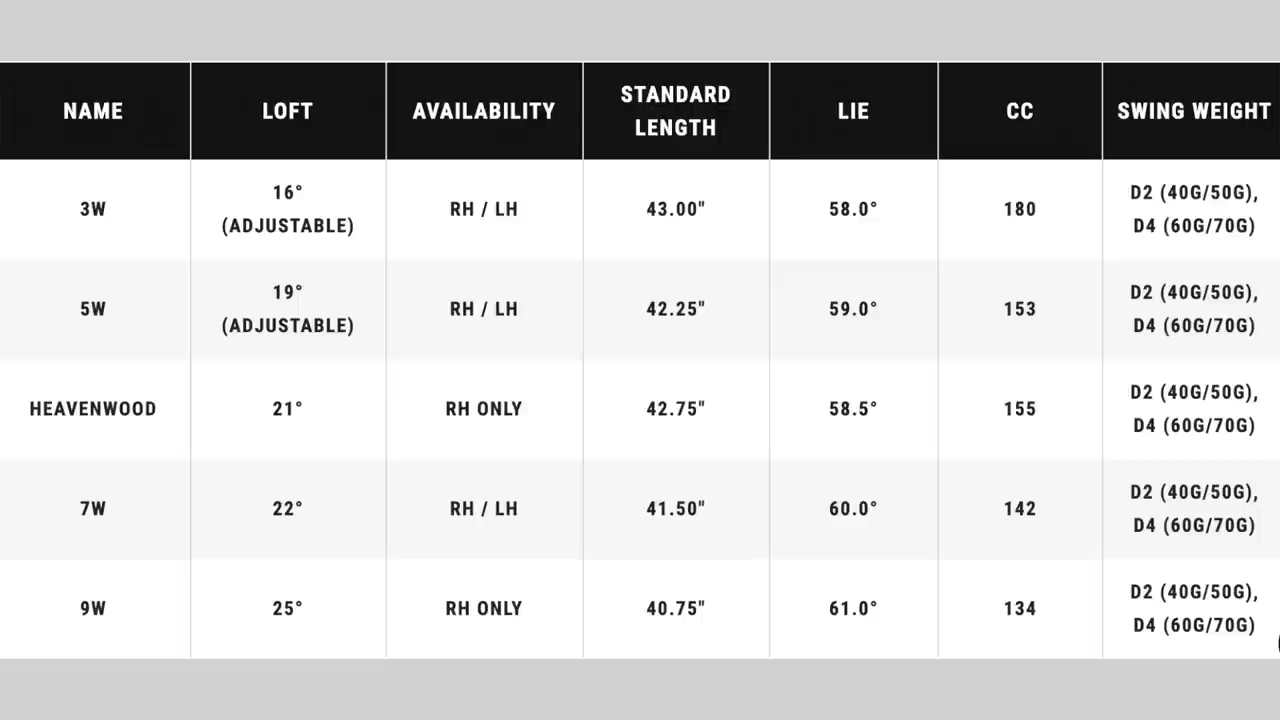 NAME LOFT AVAILABILITY STANDARD LENGTH LIE CC SWING WEIGHT
3W 16° (ADJUSTABLE) RH / LH 43.00" 58.0° 180 D2 (40G/50G), D4 (60G/70G)
5W 19° (ADJUSTABLE) RH / LH 42.25" 59.0° 153 D2 (40G/50G), D4 (60G/70G)
HEAVENWOOD 21° RH ONLY 42.75" 58.5° 155 D2 (40G/50G), D4 (60G/70G)
7W 22° RH / LH 41.50" 60.0° 142 D2 (40G/50G), D4 (60G/70G)
9W 25° RH ONLY 40.75" 61.0° 134 D2 (40G/50G), D4 (60G/70G)